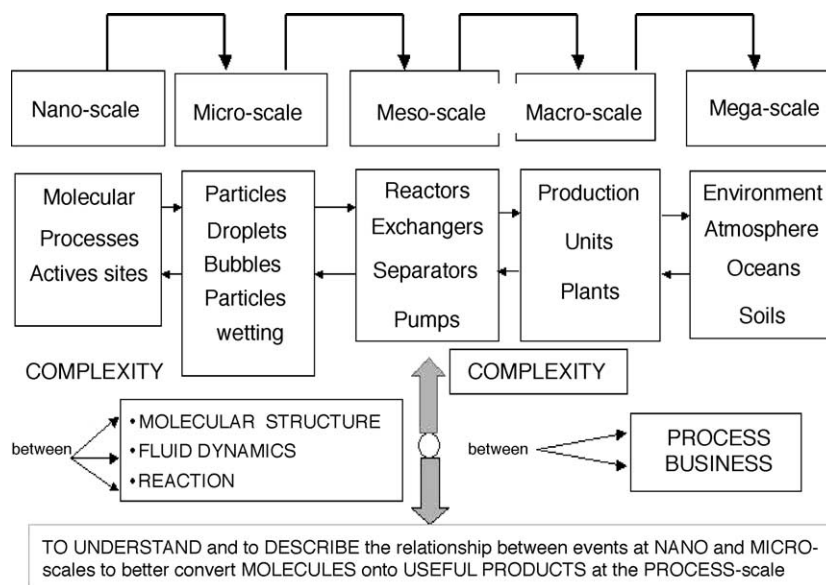 Nano-scale
Micro-scale
Meso-scale
Macro-scale
Mega-scale
Molecular
Processes
Actives sites
Particles
Droplets
Bubbles
Particles
wetting
Reactors
Exchangers
Separators
Pumps
Production
Units
Plants
Environment
Atmosphere
Oceans
Soils
COMPLEXITY
between
• MOLECULAR STRUCTURE
• FLUID DYNAMICS
• REACTION
COMPLEXITY
between
PROCESS
BUSINESS
TO UNDERSTAND and to DESCRIBE the relationship between events at NANO and MICRO-
scales to better convert MOLECULES onto USEFUL PRODUCTS at the PROCESS-scale